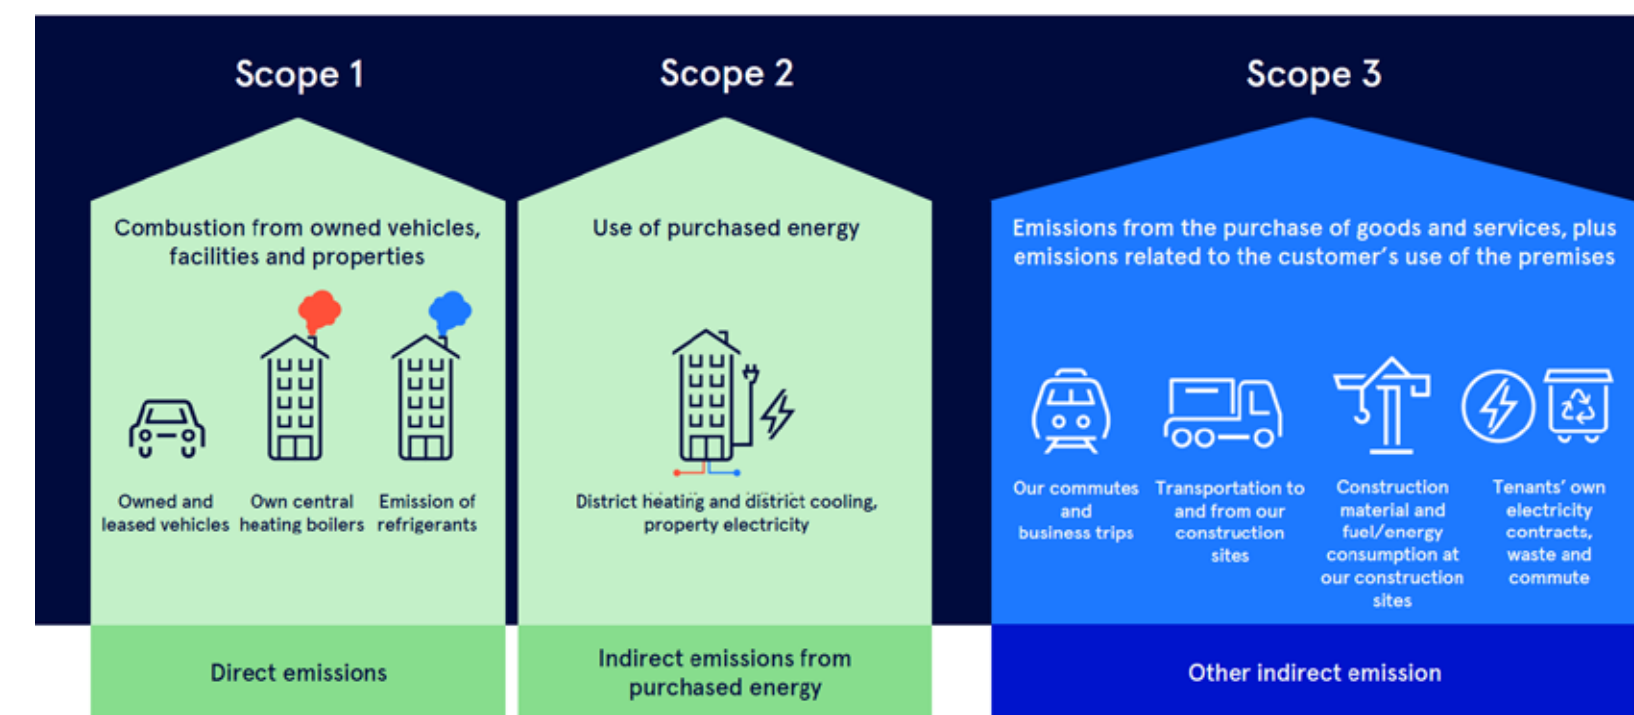 Scope 1
Combustion from owned vehicles,
facilities and properties
Owned and
leased vehicles
Own central
heating boilers
Emission of
refrigerants
Direct emissions
Scope 2
Use of purchased energy
District heating and district cooling,
property electricity
Indirect emissions from
purchased energy
Scope 3
Emissions from the purchase of goods and services, plus
emissions related to the customer's use of the premises
Our commutes
and
business trips
Transportation to
and from our
construction
sites
Construction
material and
fuel/energy
consumption at
our construction
sites
Tenants' own
electricity
contracts,
waste and
commute
Other indirect emission